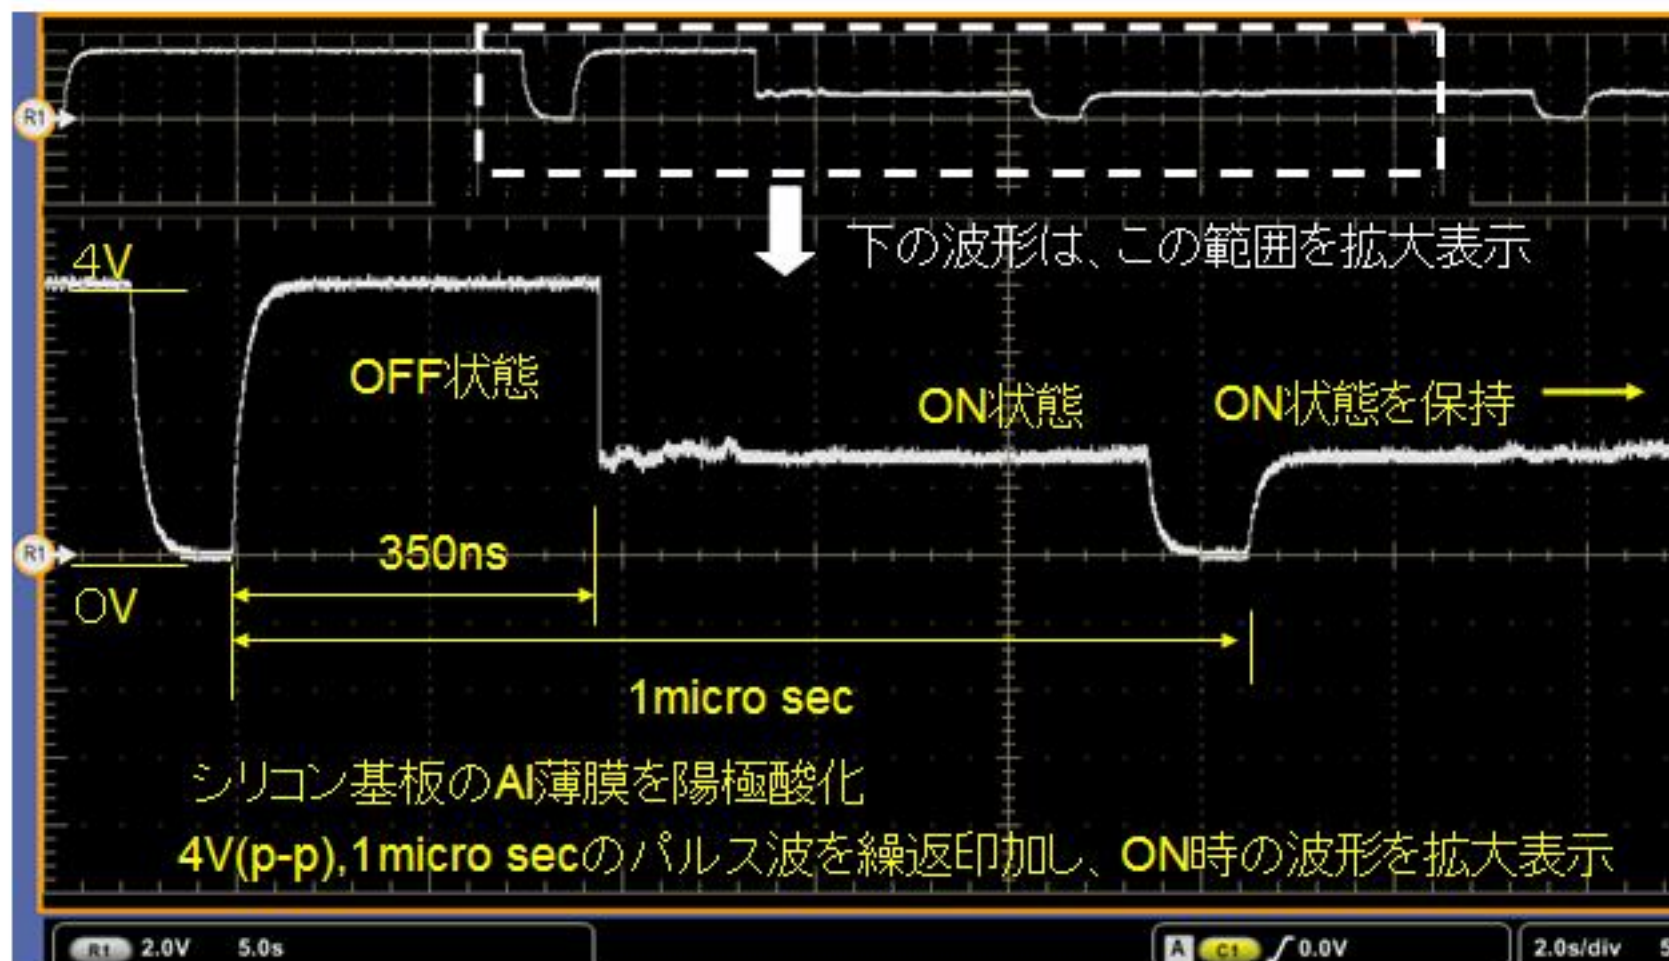 R1
下の波形は、この範囲を拡大表示
4V
OFF状態
ON状態
ON状態を保持
R1
350ns
0V
1micro sec
シリコン基板のAl薄膜を陽極酸化
4V(p-p),1micro secのパルス波を繰返印加し、ON時の波形を拡大表示
R1 2.0V 5.0s
A C1 0.0V
2.0s/div